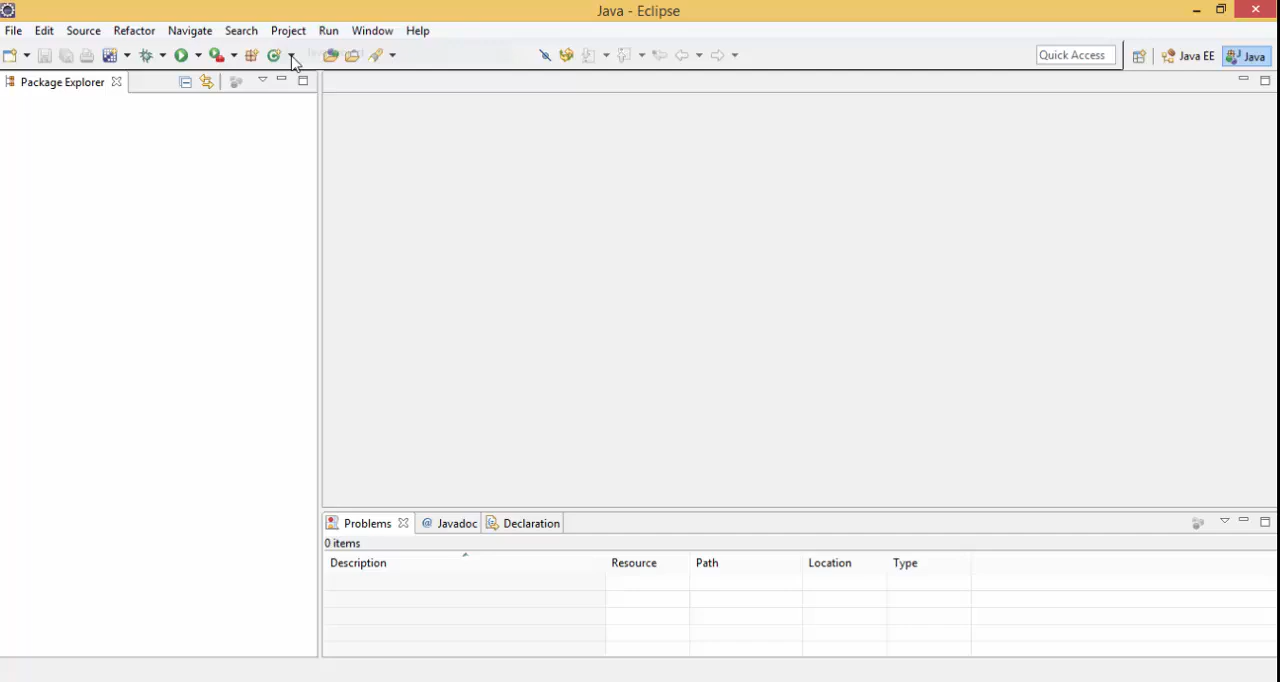 Java - Eclipse
File Edit Source Refactor Navigate Search Project Run Window Help
Quick Access Java EE Java
Package Explorer
Problems @ Javadoc Declaration
0 items
Description Resource Path Location Type